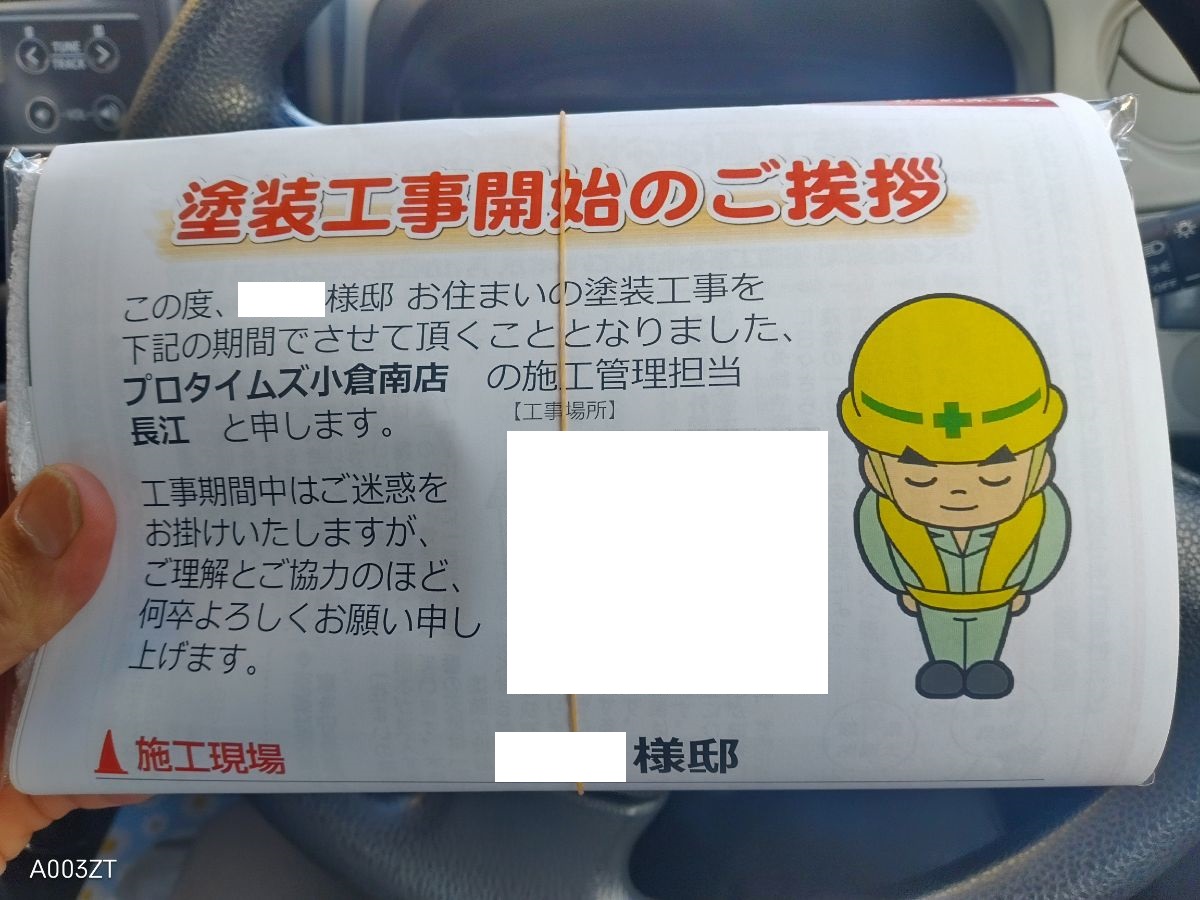 TUNE
TRACK
VOL
塗装工事開始のご挨拶
この度、
様邸 お住まいの塗装工事を
下記の期間でさせて頂くこととなりました、
プロタイムズ小倉南店 の施工管理担当
長江 と申します。
【工事場所】
工事期間中はご迷惑を
お掛けいたしますが、
ご理解とご協力のほど、
何卒よろしくお願い申し
上げます。
施工現場
様邸
OFF
A003ZT